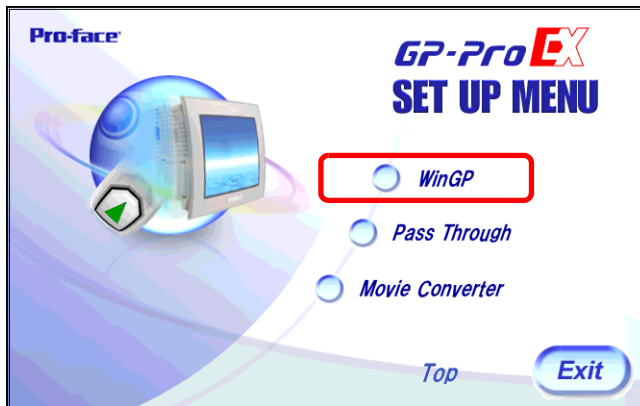 Pro-face
GP-Pro EX
SET UP MENU
WinGP
Pass Through
Movie Converter
Top
Exit